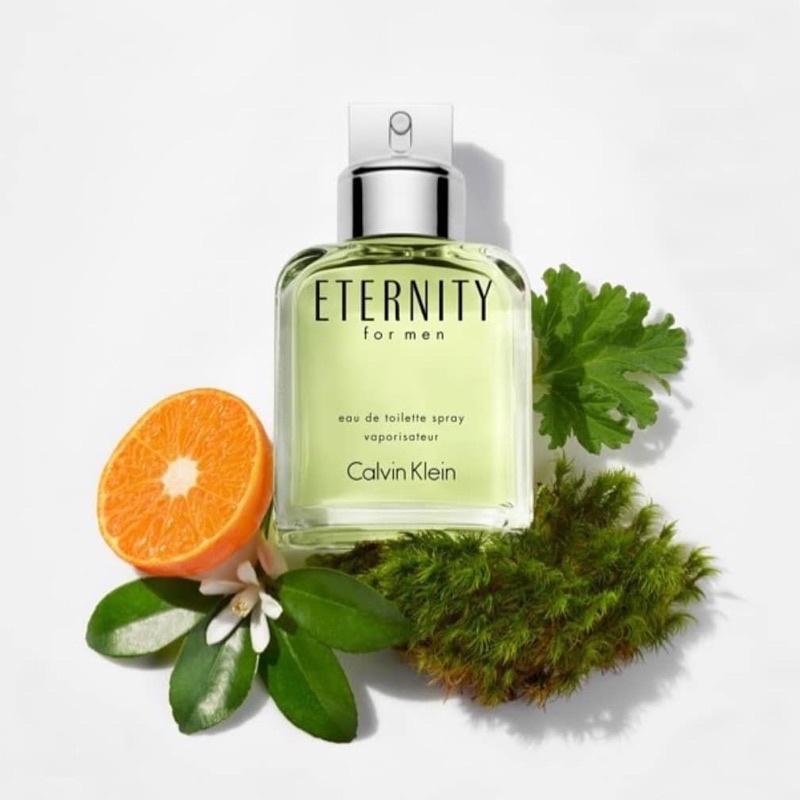 ETERNITY
for men
eau de toilette spray
vaporisateur
Calvin Klein